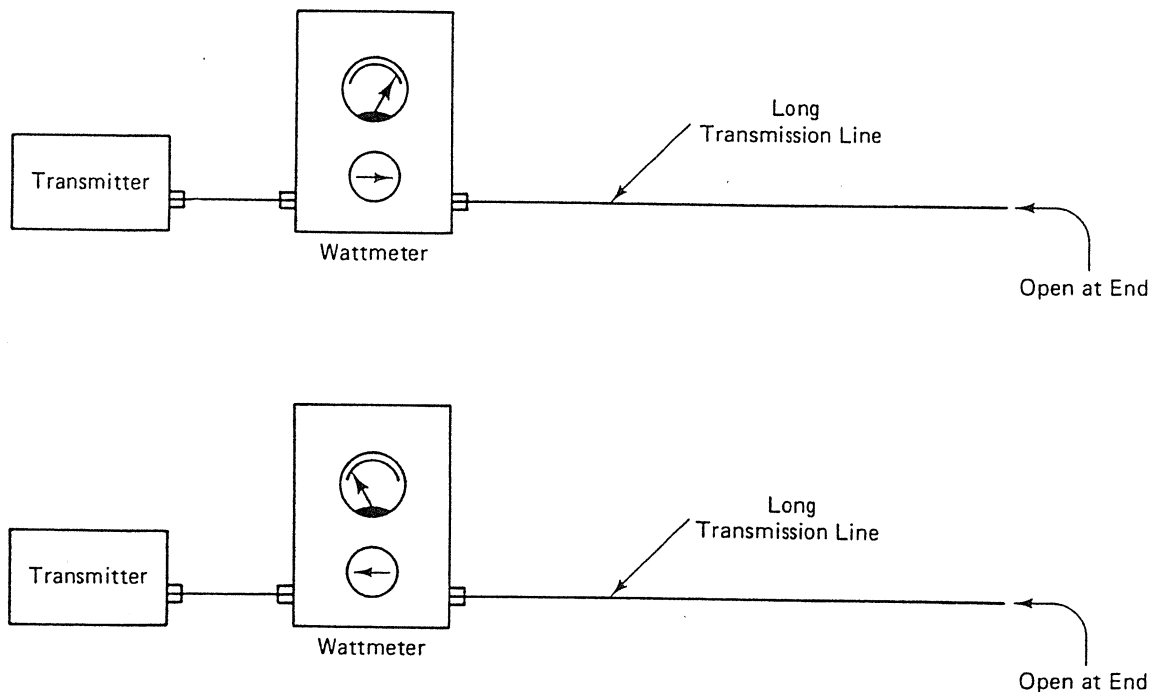 Long
Transmission Line
Transmitter
Wattmeter
Open at End
Long
Transmission Line
Transmitter
Wattmeter
Open at End